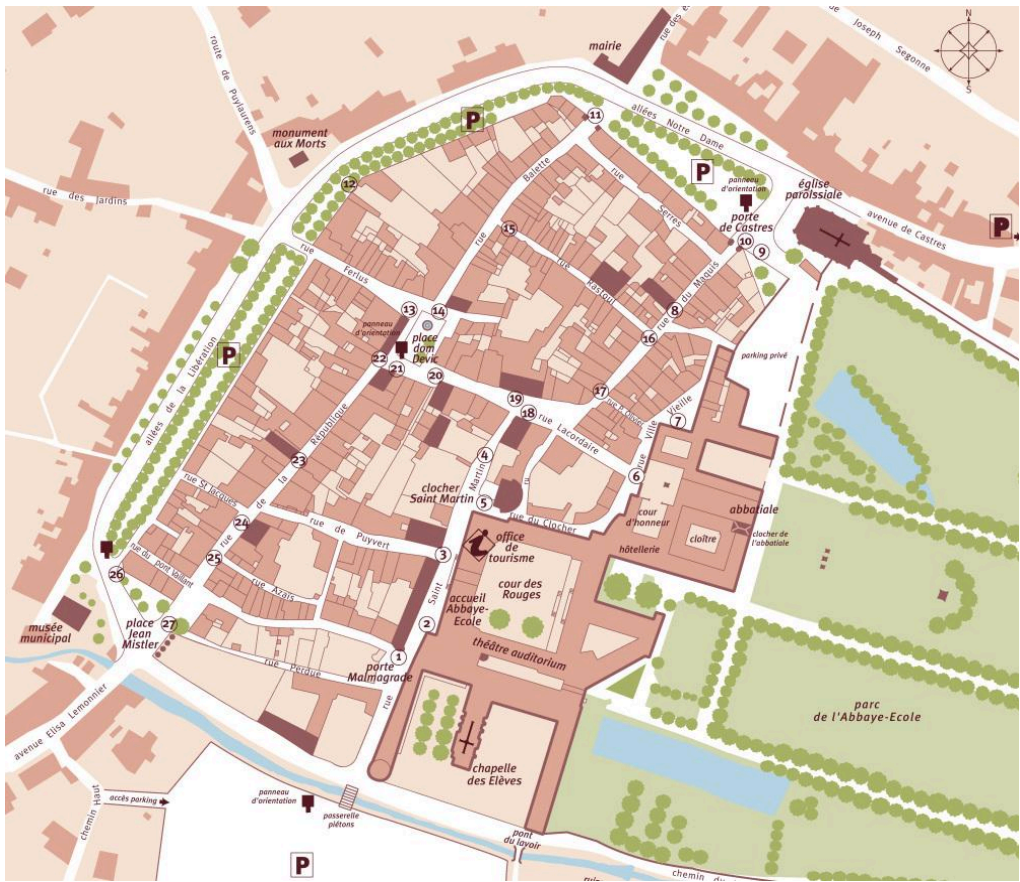 de Joseph Segonne
rue des
N
S
mairie
route de Puylaurens
P
11
allées Notre Dame
monument
aux Morts
P
panneau
d'orientation
église
paroissiale
12
Balette
rue
Serres
rue des Jardins
porte
de Castres
avenue de Castres
P
15
10
9
rue
Ferlus
rue
Rastoul
rue du Maquis
13
14
8
panneau
d'orientation
place
dom
Devic
16
parking privé
P
22
21
20
allées de la Libération
17
19
18
rue Lacordaire
rue Ville Vieille
7
rue de la République
23
4
6
rue St Jacques
clocher
Saint Martin
5
rue du Clocher
cour
d'honneur
abbatiale
24
rue de Puyvert
office
de
tourisme
hôtellerie
cloître
clocher de
l'abbatiale
3
25
rue du
pont Vaillant
rue Azaïs
26
cour des
Rouges
accueil
Abbaye-
Ecole
rue Saint Martin
musée
municipal
place
Jean
Mistler
27
2
théâtre auditorium
1
rue Perdue
porte
Malmagrade
parc
de l'Abbaye-Ecole
avenue Elisa Lemonnier
chapelle
des Elèves
chemin Haut
accès parking
panneau
d'orientation
passerelle
piétons
pont
du lavoir
P
chemin du